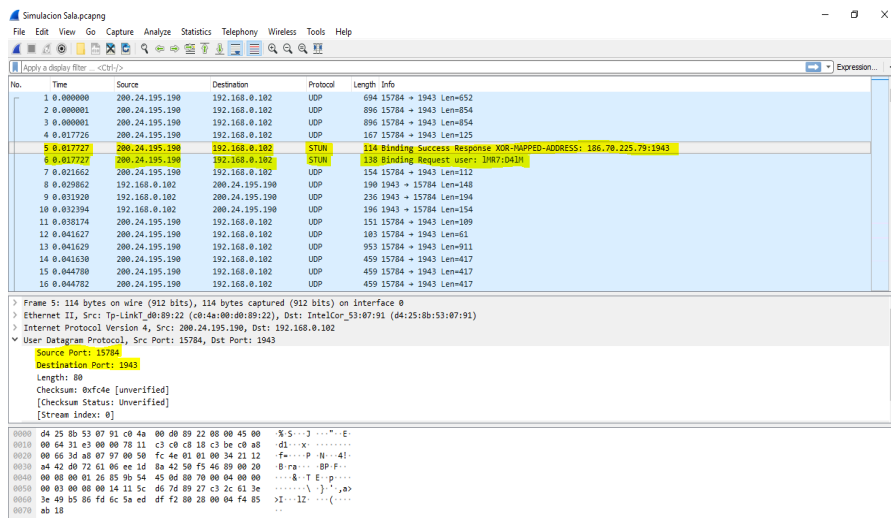 Simulacion Sala.pcapng
File Edit View Go Capture Analyze Statistics Telephony Wireless Tools Help
Apply a display filter ... <Ctrl-/> Expression...
No. Time Source Destination Protocol Length Info
1 0.000000 200.24.195.190 192.168.0.102 UDP 694 15784 → 1943 Len=652
2 0.000001 200.24.195.190 192.168.0.102 UDP 896 15784 → 1943 Len=854
3 0.000001 200.24.195.190 192.168.0.102 UDP 896 15784 → 1943 Len=854
4 0.017726 200.24.195.190 192.168.0.102 UDP 167 15784 → 1943 Len=125
5 0.017727 200.24.195.190 192.168.0.102 STUN 114 Binding Success Response XOR-MAPPED-ADDRESS: 186.70.225.79:1943
6 0.017727 200.24.195.190 192.168.0.102 STUN 138 Binding Request user: lMR7:D4lM
7 0.021662 200.24.195.190 192.168.0.102 UDP 154 15784 → 1943 Len=112
8 0.029862 192.168.0.102 200.24.195.190 UDP 190 1943 → 15784 Len=148
9 0.031920 192.168.0.102 200.24.195.190 UDP 236 1943 → 15784 Len=194
10 0.032394 192.168.0.102 200.24.195.190 UDP 196 1943 → 15784 Len=154
11 0.038174 200.24.195.190 192.168.0.102 UDP 151 15784 → 1943 Len=109
12 0.041627 200.24.195.190 192.168.0.102 UDP 103 15784 → 1943 Len=61
13 0.041629 200.24.195.190 192.168.0.102 UDP 953 15784 → 1943 Len=911
14 0.041630 200.24.195.190 192.168.0.102 UDP 459 15784 → 1943 Len=417
15 0.044780 200.24.195.190 192.168.0.102 UDP 459 15784 → 1943 Len=417
16 0.044782 200.24.195.190 192.168.0.102 UDP 459 15784 → 1943 Len=417
> Frame 5: 114 bytes on wire (912 bits), 114 bytes captured (912 bits) on interface 0
> Ethernet II, Src: Tp-LinkT_d0:89:22 (c0:4a:00:d0:89:22), Dst: IntelCor_53:07:91 (d4:25:8b:53:07:91)
> Internet Protocol Version 4, Src: 200.24.195.190, Dst: 192.168.0.102
User Datagram Protocol, Src Port: 15784, Dst Port: 1943
Source Port: 15784
Destination Port: 1943
Length: 80
Checksum: 0xfc4e [unverified]
[Checksum Status: Unverified]
[Stream index: 0]
0000 d4 25 8b 53 07 91 c0 4a 00 d0 89 22 08 00 45 00 ·%·S···J ···"··E·
0010 00 64 31 e3 00 00 78 11 c3 c0 c8 18 c3 be c0 a8 ·d1···x· ········
0020 00 66 3d a8 07 97 00 50 fc 4e 01 01 00 34 21 12 ·f=····P ·N···4!·
0030 a4 42 d0 72 61 06 ee 1d 8a 42 50 f5 46 89 00 20 ·B·ra··· ·BP·F··
0040 00 08 00 01 26 85 9b 54 45 0d 80 70 00 04 00 00 ····&··T E··p····
0050 00 03 00 08 00 14 11 5c d6 7d 89 27 c3 2c 61 3e ·······\ ·}·'·,a>
0060 3e 49 b5 86 fd 6c 5a ed df f2 80 28 00 04 f4 85 >I···lZ· ···(····
0070 ab 18 ··